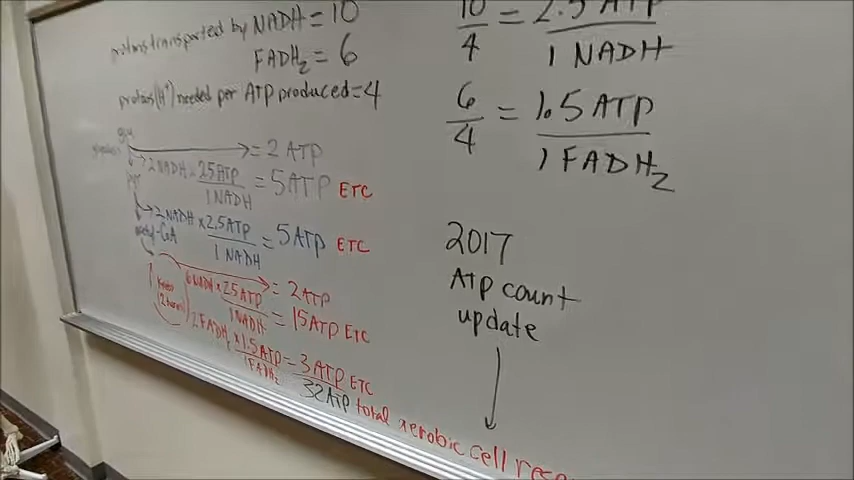 protons transported by NADH = 10
FADH₂ = 6
protons (H⁺) needed per ATP produced = 4
10/4 = 2.5 ATP/1 NADH
6/4 = 1.5 ATP/1 FADH₂
glu → = 2 ATP
2 NADH × 2.5 ATP/1 NADH = 5 ATP ETC
pyr
2 NADH × 2.5 ATP/1 NADH = 5 ATP ETC
acetyl-CoA
→ = 2 ATP
Krebs
6 NADH × 2.5 ATP/1 NADH = 15 ATP ETC
2 FADH₂ × 1.5 ATP/1 FADH₂ = 3 ATP ETC
32 ATP total aerobic cell
2017
ATP count
update